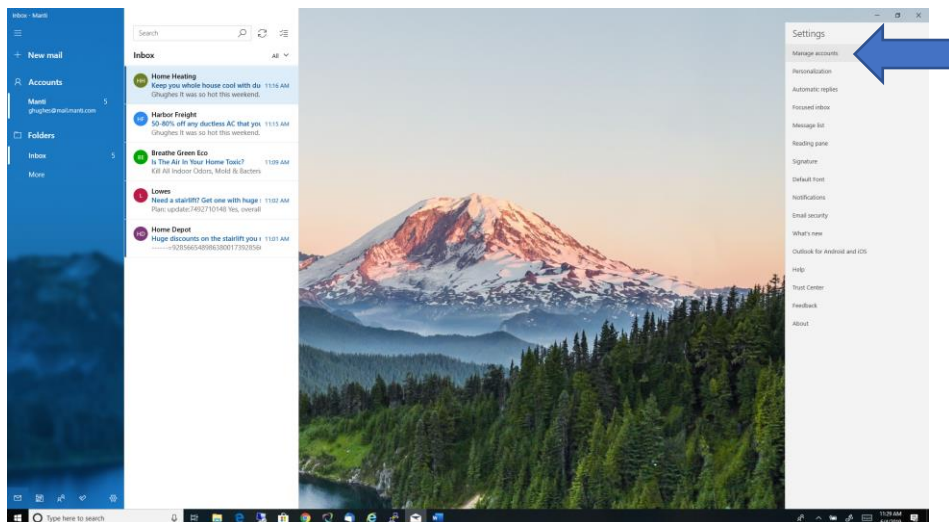 Inbox - Manti
New mail
Accounts
Manti 5
ghughes@mail.manti.com
Folders
Inbox 5
More
Search
Inbox All
HH Home Heating
Keep you whole house cool with du 11:16 AM
Ghughes It was so hot this weekend.
HF Harbor Freight
50-80% off any ductless AC that you 11:15 AM
Ghughes It was so hot this weekend.
Breathe Green Eco
Is The Air In Your Home Toxic? 11:09 AM
Kill All Indoor Odors, Mold & Bacteria
L Lowes
Need a stairlift? Get one with huge 11:02 AM
Plan: update:7492710148 Yes, overall
HD Home Depot
Huge discounts on the stairlift you 11:01 AM
Settings
Manage accounts
Personalization
Automatic replies
Focused inbox
Message list
Reading pane
Signature
Default Font
Notifications
Email security
What's new
Outlook for Android and iOS
Help
Trust Center
Feedback
About
Type here to search
11:29 AM